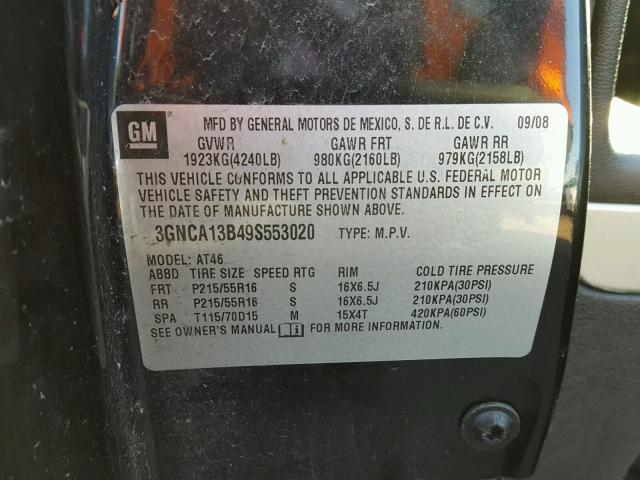 GM
MFD BY GENERAL MOTORS DE MEXICO, S. DE R.L. DE C.V. 09/08
GVWR GAWR FRT GAWR RR
1923KG(4240LB) 980KG(2160LB) 979KG(2158LB)
THIS VEHICLE CONFORMS TO ALL APPLICABLE U.S. FEDERAL MOTOR
VEHICLE SAFETY AND THEFT PREVENTION STANDARDS IN EFFECT ON
THE DATE OF MANUFACTURE SHOWN ABOVE.
3GNCA13B49S553020 TYPE: M.P.V.
MODEL: AT46
ABBD TIRE SIZE SPEED RTG RIM COLD TIRE PRESSURE
FRT P215/55R16 S 16X6.5J 210KPA(30PSI)
RR P215/55R16 S 16X6.5J 210KPA(30PSI)
SPA T115/70D15 M 15X4T 420KPA(60PSI)
SEE OWNER'S MANUAL FOR MORE INFORMATION.